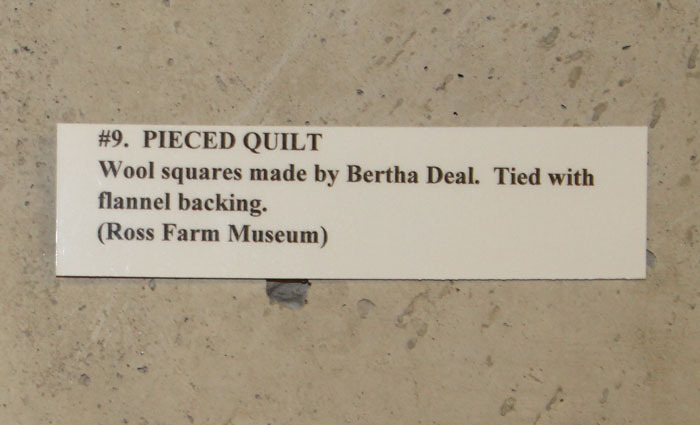 #9.  PIECED QUILT
Wool squares made by Bertha Deal.  Tied with
flannel backing.
(Ross Farm Museum)